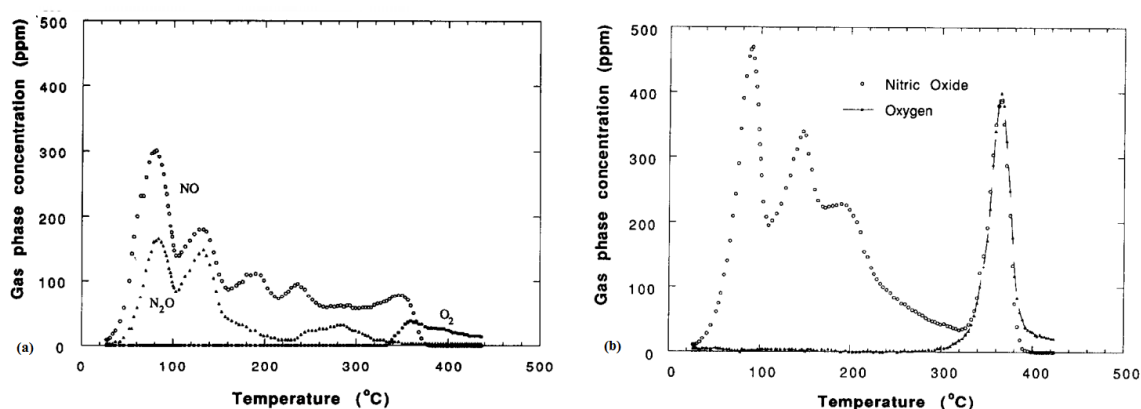 500
400
300
200
100
0
Gas phase concentration (ppm)
NO
N₂O
O₂
(a)
0 100 200 300 400 500
Temperature (°C)
500
400
300
200
100
0
Gas phase concentration (ppm)
Nitric Oxide
Oxygen
(b)
0 100 200 300 400 500
Temperature (°C)